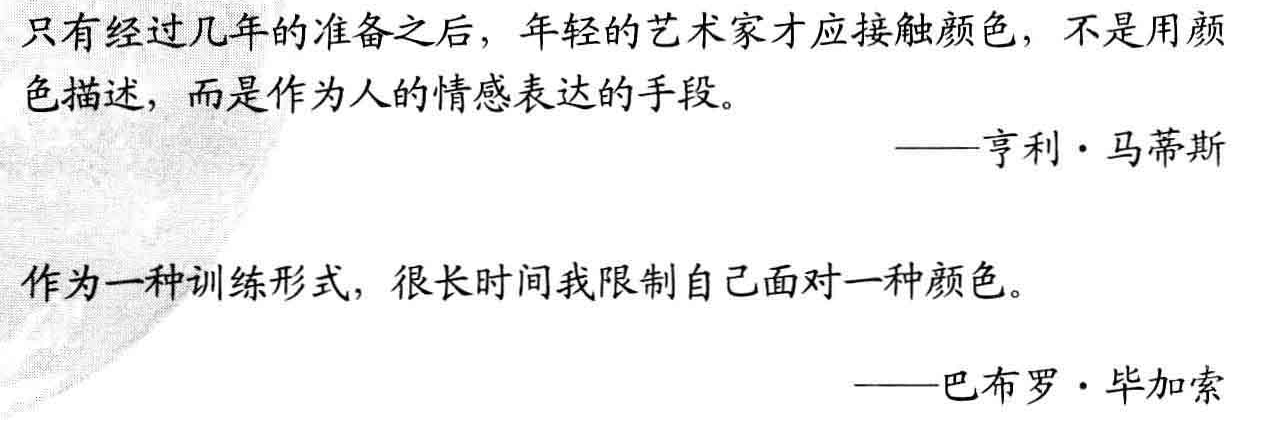 只有经过几年的准备之后，年轻的艺术家才应接触颜色，不是用颜
色描述，而是作为人的情感表达的手段。
——亨利·马蒂斯
作为一种训练形式，很长时间我限制自己面对一种颜色。
——巴布罗·毕加索